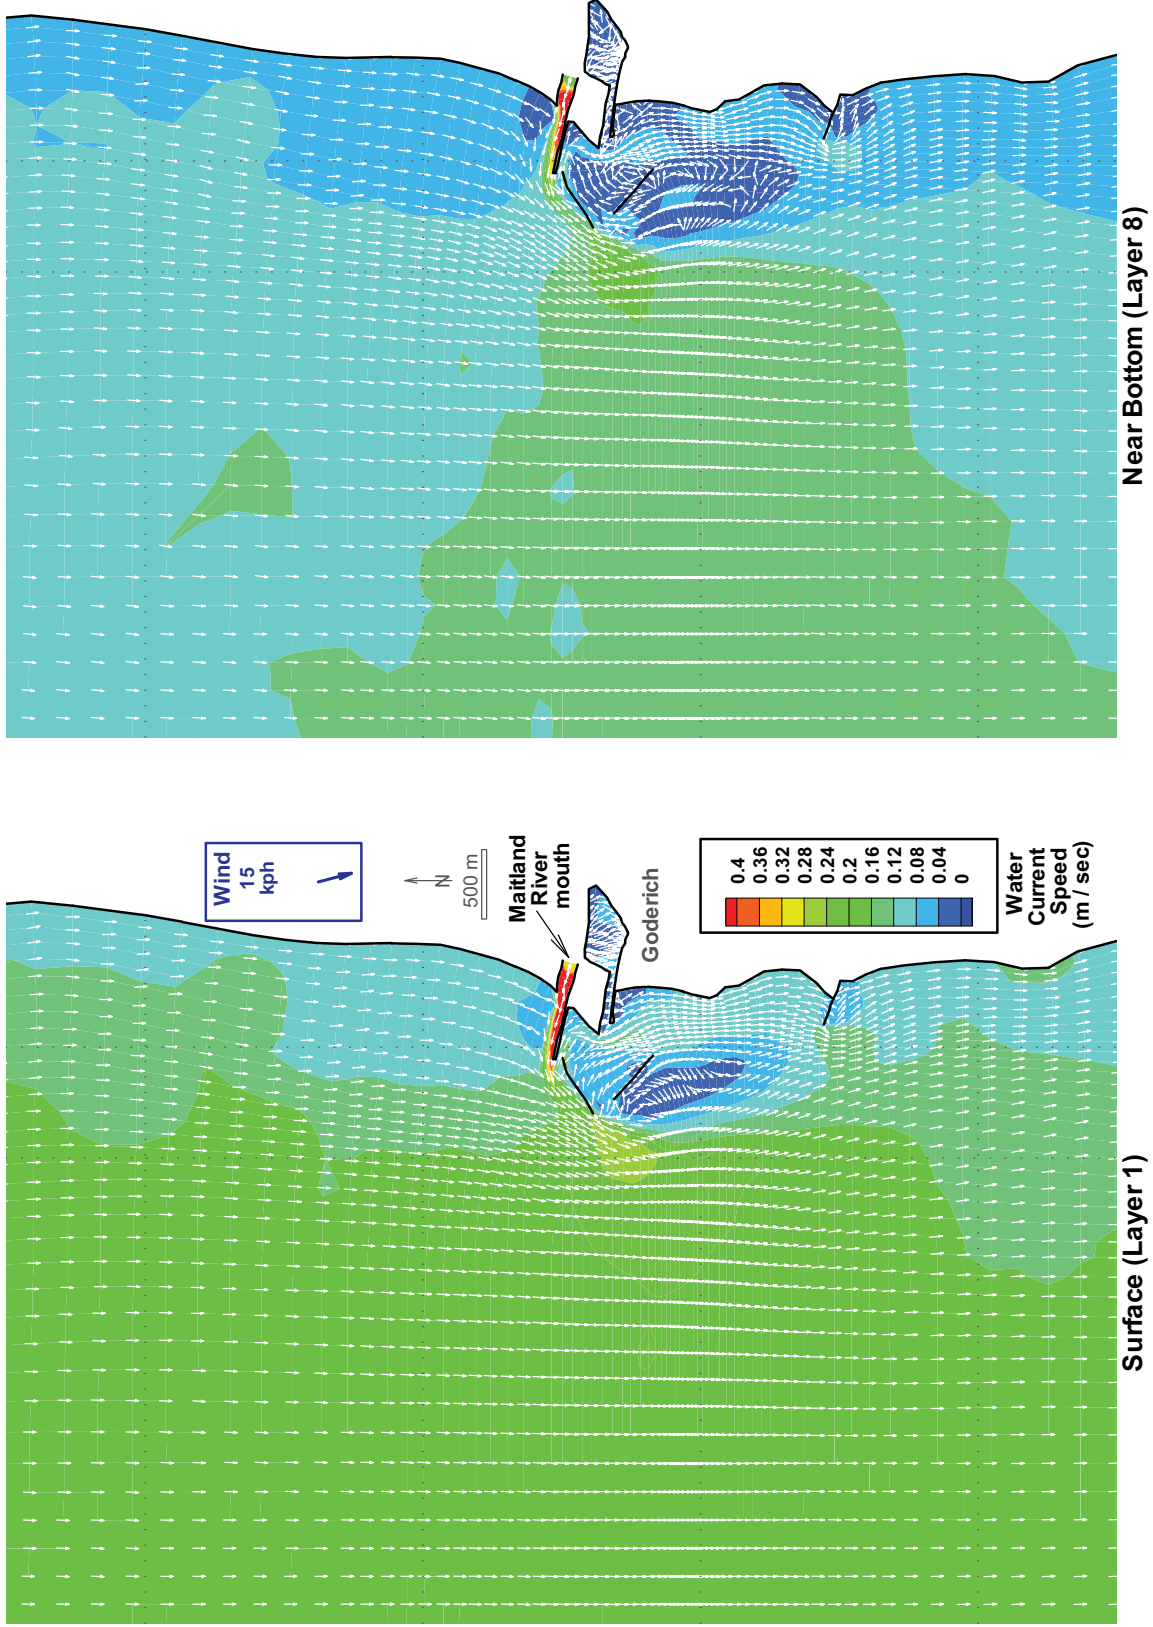 Surface (Layer 1)
Wind
15
kph
N
500 m
Maitland
River
mouth
Goderich
0.4
0.36
0.32
0.28
0.24
0.2
0.16
0.12
0.08
0.04
0
Water
Current
Speed
(m / sec)
Near Bottom (Layer 8)